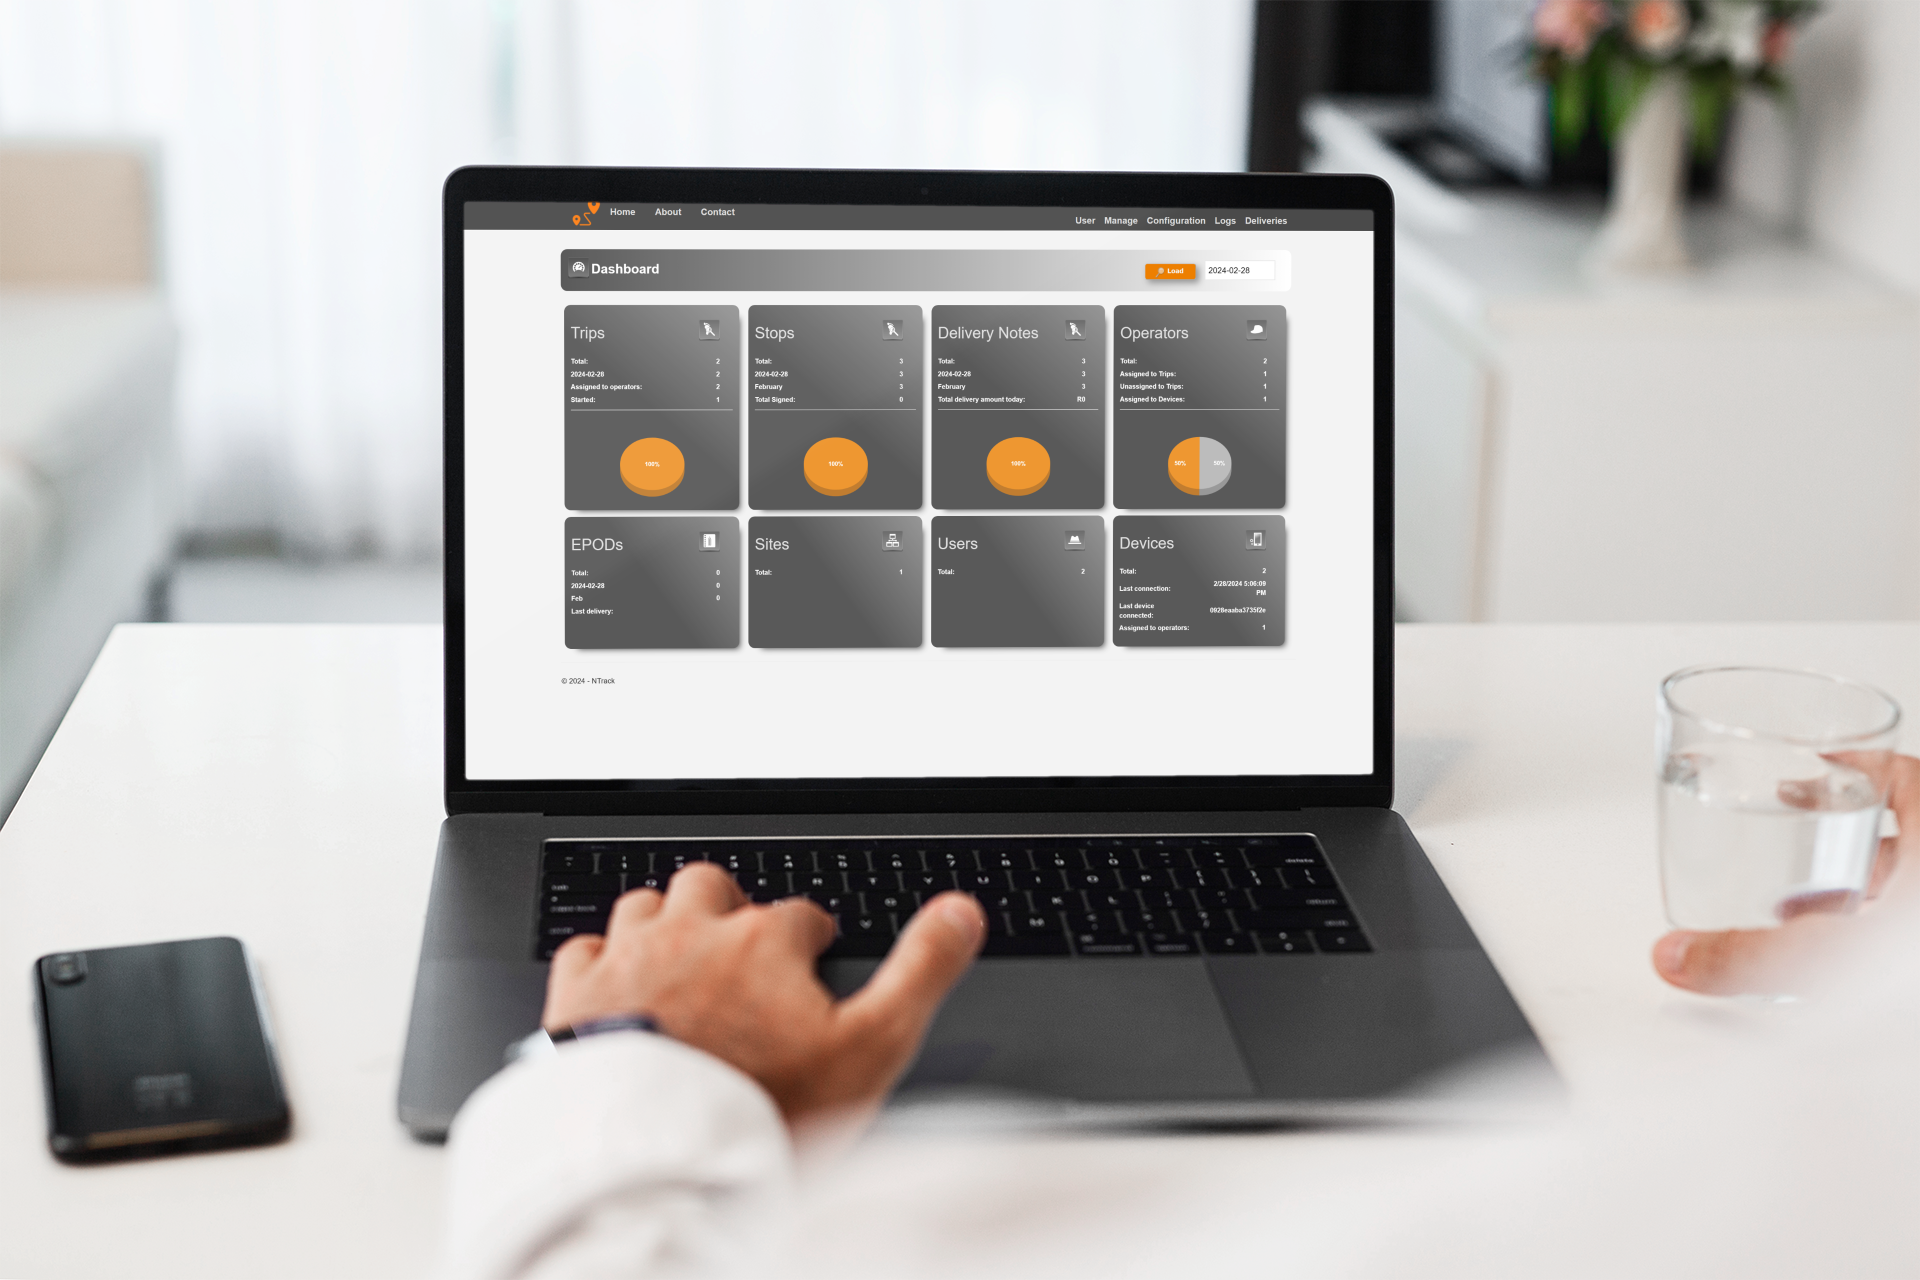 Home About Contact
User Manage Configuration Logs Deliveries
Dashboard
Load
2024-02-28
Trips
Total: 2
2024-02-28 2
Assigned to operators: 2
Started: 1
100%
Stops
Total: 3
2024-02-28 3
February 3
Total Signed: 0
100%
Delivery Notes
Total: 3
2024-02-28 3
February 3
Total delivery amount today: R0
100%
Operators
Total: 2
Assigned to Trips: 1
Unassigned to Trips: 1
Assigned to Devices: 1
50% 50%
EPODs
Total: 0
2024-02-28 0
Feb 0
Last delivery:
Sites
Total: 1
Users
Total: 2
Devices
Total: 2
Last connection: 2/28/2024 5:06:09
PM
Last device
connected: 0928eaaba3735f2e
Assigned to operators: 1
© 2024 - NTrack
delete
tab
return